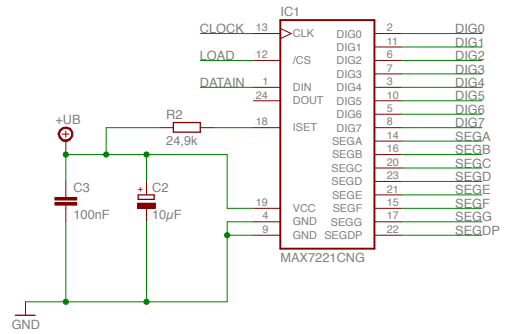 IC1
CLOCK 13 CLK DIG0 2 DIG0
DIG1 11 DIG1
LOAD 12 /CS DIG2 6 DIG2
DIG3 7 DIG3
DATAIN 1 DIN DIG4 3 DIG4
24 DOUT DIG5 10 DIG5
DIG6 5 DIG6
R2
+UB
18 ISET DIG7 8 DIG7
24,9k
SEGA 14 SEGA
SEGB 16 SEGB
SEGC 20 SEGC
SEGD 23 SEGD
C3 + C2
SEGE 21 SEGE
100nF 10µF
19 VCC SEGF 15 SEGF
4 GND SEGG 17 SEGG
9 GND SEGDP 22 SEGDP
MAX7221CNG
GND